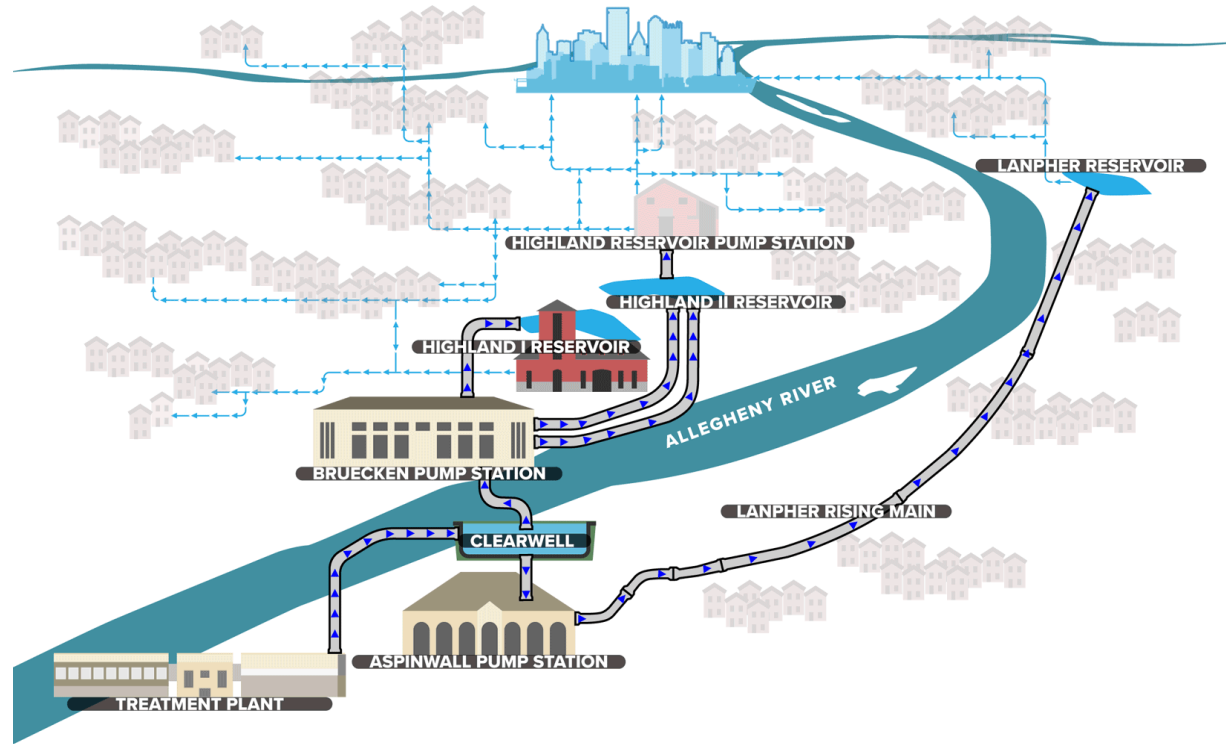 LANPHER RESERVOIR
HIGHLAND RESERVOIR PUMP STATION
HIGHLAND II RESERVOIR
HIGHLAND I RESERVOIR
ALLEGHENY RIVER
BRUECKEN PUMP STATION
LANPHER RISING MAIN
CLEARWELL
ASPINWALL PUMP STATION
TREATMENT PLANT